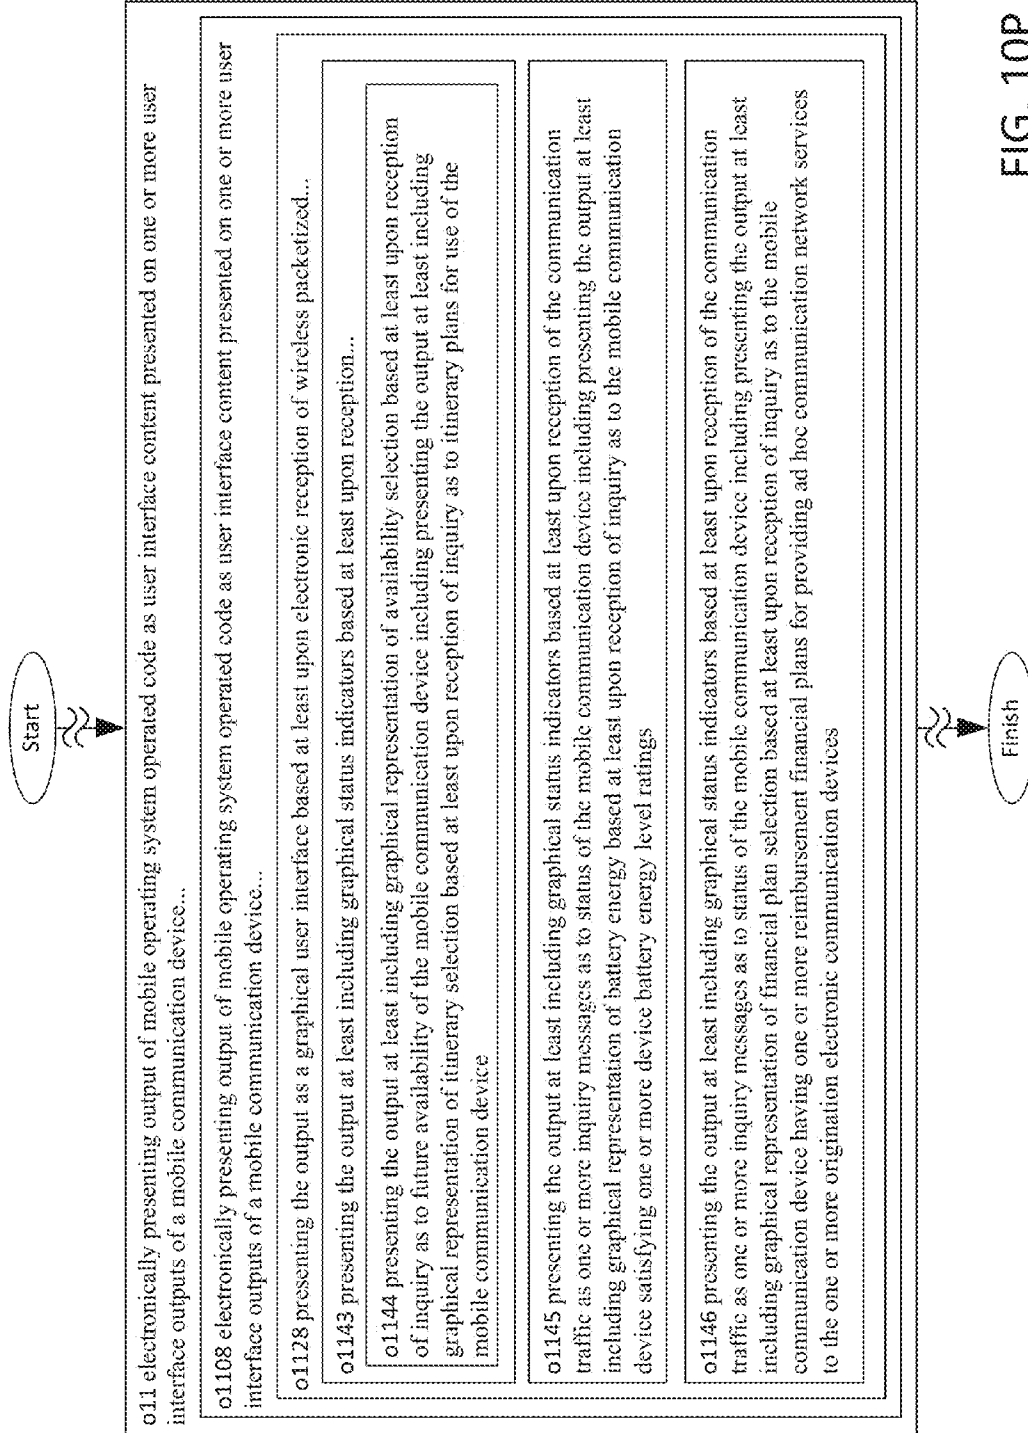 Start
o11 electronically presenting output of mobile operating system operated code as user interface content presented on one or more user
interface outputs of a mobile communication device...
o1108 electronically presenting output of mobile operating system operated code as user interface content presented on one or more user
interface outputs of a mobile communication device...
o1128 presenting the output as a graphical user interface based at least upon electronic reception of wireless packetized...
o1143 presenting the output at least including graphical status indicators based at least upon reception...
o1144 presenting the output at least including graphical representation of availability selection based at least upon reception
of inquiry as to future availability of the mobile communication device including presenting the output at least including
graphical representation of itinerary selection based at least upon reception of inquiry as to itinerary plans for use of the
mobile communication device
o1145 presenting the output at least including graphical status indicators based at least upon reception of the communication
traffic as one or more inquiry messages as to status of the mobile communication device including presenting the output at least
including graphical representation of battery energy based at least upon reception of inquiry as to the mobile communication
device satisfying one or more device battery energy level ratings
o1146 presenting the output at least including graphical status indicators based at least upon reception of the communication
traffic as one or more inquiry messages as to status of the mobile communication device including presenting the output at least
including graphical representation of financial plan selection based at least upon reception of inquiry as to the mobile
communication device having one or more reimbursement financial plans for providing ad hoc communication network services
to the one or more origination electronic communication devices
Finish
FIG. 10P